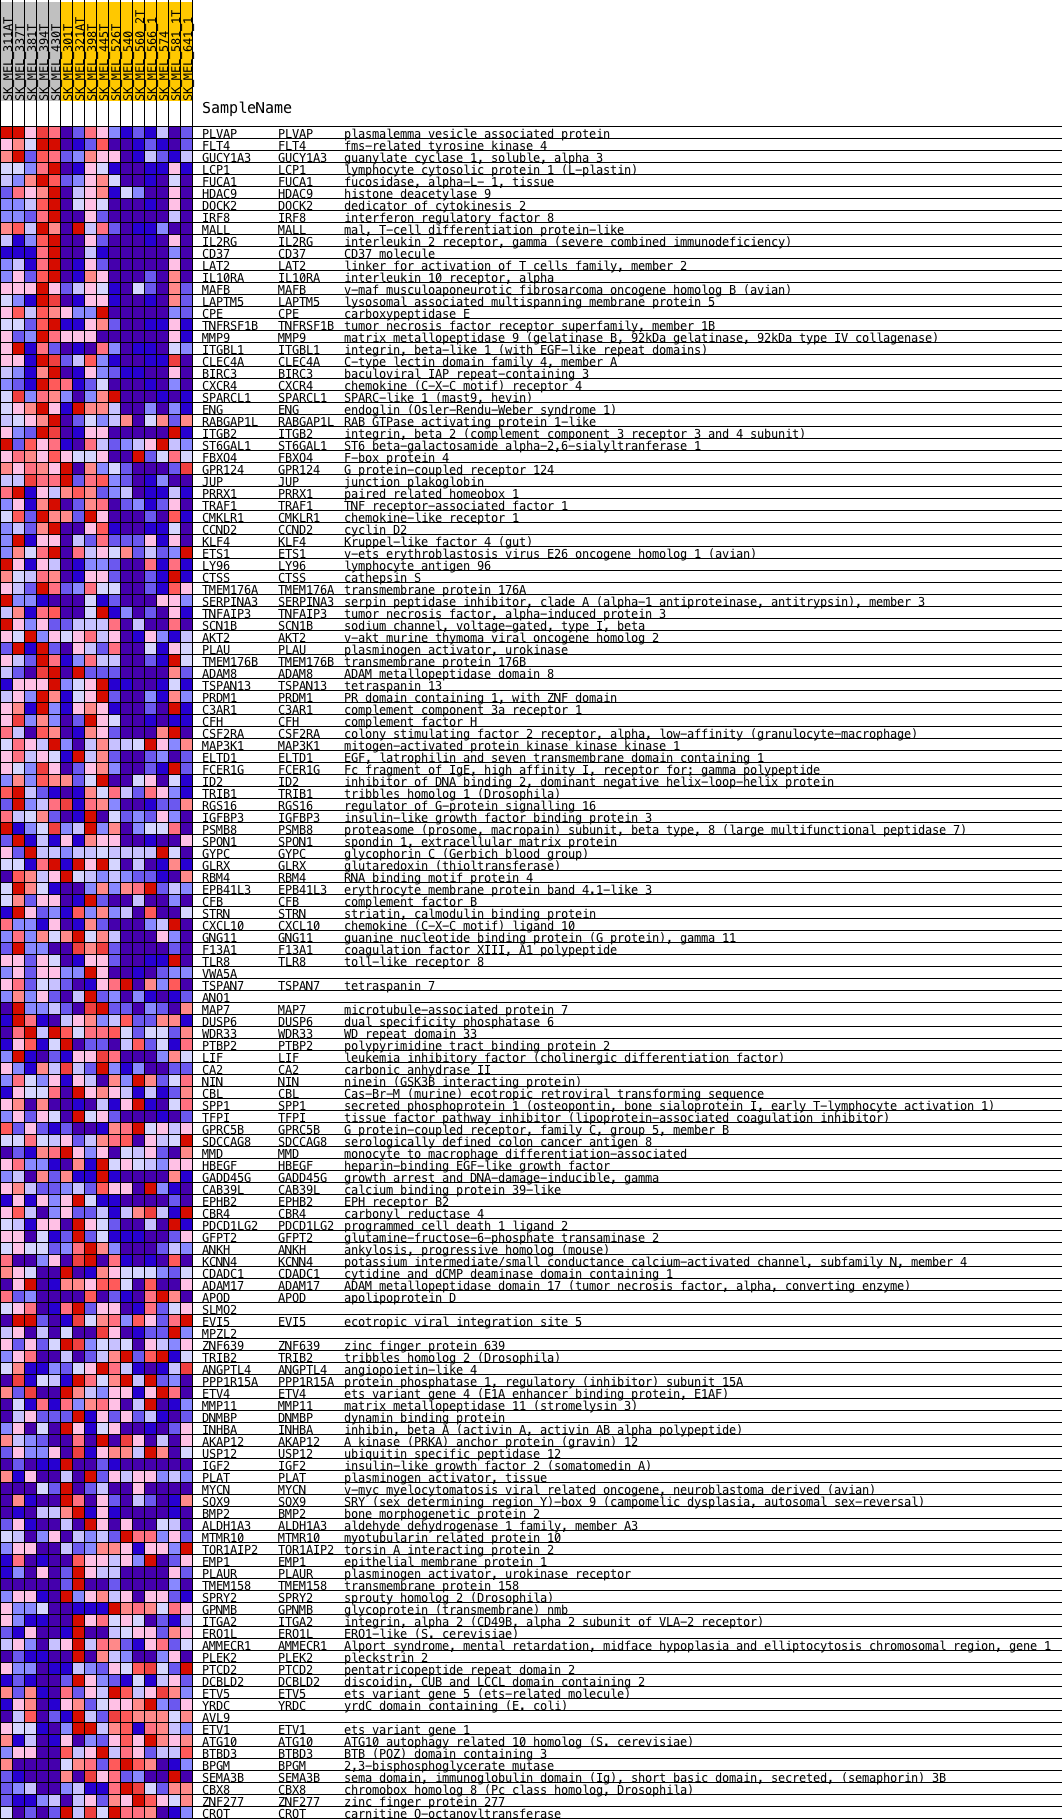 SK_MEL_311AT
SK_MEL_337T
SK_MEL_381T
SK_MEL_394T
SK_MEL_430T
SK_MEL_301T
SK_MEL_321AT
SK_MEL_398T
SK_MEL_445T
SK_MEL_526T
SK_MEL_540
SK_MEL_560_2T
SK_MEL_566_1
SK_MEL_574
SK_MEL_581_1T
SK_MEL_641_1
SampleName
PLVAP PLVAP plasmalemma vesicle associated protein
FLT4 FLT4 fms-related tyrosine kinase 4
GUCY1A3 GUCY1A3 guanylate cyclase 1, soluble, alpha 3
LCP1 LCP1 lymphocyte cytosolic protein 1 (L-plastin)
FUCA1 FUCA1 fucosidase, alpha-L- 1, tissue
HDAC9 HDAC9 histone deacetylase 9
DOCK2 DOCK2 dedicator of cytokinesis 2
IRF8 IRF8 interferon regulatory factor 8
MALL MALL mal, T-cell differentiation protein-like
IL2RG IL2RG interleukin 2 receptor, gamma (severe combined immunodeficiency)
CD37 CD37 CD37 molecule
LAT2 LAT2 linker for activation of T cells family, member 2
IL10RA IL10RA interleukin 10 receptor, alpha
MAFB MAFB v-maf musculoaponeurotic fibrosarcoma oncogene homolog B (avian)
LAPTM5 LAPTM5 lysosomal associated multispanning membrane protein 5
CPE CPE carboxypeptidase E
TNFRSF1B TNFRSF1B tumor necrosis factor receptor superfamily, member 1B
MMP9 MMP9 matrix metallopeptidase 9 (gelatinase B, 92kDa gelatinase, 92kDa type IV collagenase)
ITGBL1 ITGBL1 integrin, beta-like 1 (with EGF-like repeat domains)
CLEC4A CLEC4A C-type lectin domain family 4, member A
BIRC3 BIRC3 baculoviral IAP repeat-containing 3
CXCR4 CXCR4 chemokine (C-X-C motif) receptor 4
SPARCL1 SPARCL1 SPARC-like 1 (mast9, hevin)
ENG ENG endoglin (Osler-Rendu-Weber syndrome 1)
RABGAP1L RABGAP1L RAB GTPase activating protein 1-like
ITGB2 ITGB2 integrin, beta 2 (complement component 3 receptor 3 and 4 subunit)
ST6GAL1 ST6GAL1 ST6 beta-galactosamide alpha-2,6-sialyltranferase 1
FBXO4 FBXO4 F-box protein 4
GPR124 GPR124 G protein-coupled receptor 124
JUP JUP junction plakoglobin
PRRX1 PRRX1 paired related homeobox 1
TRAF1 TRAF1 TNF receptor-associated factor 1
CMKLR1 CMKLR1 chemokine-like receptor 1
CCND2 CCND2 cyclin D2
KLF4 KLF4 Kruppel-like factor 4 (gut)
ETS1 ETS1 v-ets erythroblastosis virus E26 oncogene homolog 1 (avian)
LY96 LY96 lymphocyte antigen 96
CTSS CTSS cathepsin S
TMEM176A TMEM176A transmembrane protein 176A
SERPINA3 SERPINA3 serpin peptidase inhibitor, clade A (alpha-1 antiproteinase, antitrypsin), member 3
TNFAIP3 TNFAIP3 tumor necrosis factor, alpha-induced protein 3
SCN1B SCN1B sodium channel, voltage-gated, type I, beta
AKT2 AKT2 v-akt murine thymoma viral oncogene homolog 2
PLAU PLAU plasminogen activator, urokinase
TMEM176B TMEM176B transmembrane protein 176B
ADAM8 ADAM8 ADAM metallopeptidase domain 8
TSPAN13 TSPAN13 tetraspanin 13
PRDM1 PRDM1 PR domain containing 1, with ZNF domain
C3AR1 C3AR1 complement component 3a receptor 1
CFH CFH complement factor H
CSF2RA CSF2RA colony stimulating factor 2 receptor, alpha, low-affinity (granulocyte-macrophage)
MAP3K1 MAP3K1 mitogen-activated protein kinase kinase kinase 1
ELTD1 ELTD1 EGF, latrophilin and seven transmembrane domain containing 1
FCER1G FCER1G Fc fragment of IgE, high affinity I, receptor for; gamma polypeptide
ID2 ID2 inhibitor of DNA binding 2, dominant negative helix-loop-helix protein
TRIB1 TRIB1 tribbles homolog 1 (Drosophila)
RGS16 RGS16 regulator of G-protein signalling 16
IGFBP3 IGFBP3 insulin-like growth factor binding protein 3
PSMB8 PSMB8 proteasome (prosome, macropain) subunit, beta type, 8 (large multifunctional peptidase 7)
SPON1 SPON1 spondin 1, extracellular matrix protein
GYPC GYPC glycophorin C (Gerbich blood group)
GLRX GLRX glutaredoxin (thioltransferase)
RBM4 RBM4 RNA binding motif protein 4
EPB41L3 EPB41L3 erythrocyte membrane protein band 4.1-like 3
CFB CFB complement factor B
STRN STRN striatin, calmodulin binding protein
CXCL10 CXCL10 chemokine (C-X-C motif) ligand 10
GNG11 GNG11 guanine nucleotide binding protein (G protein), gamma 11
F13A1 F13A1 coagulation factor XIII, A1 polypeptide
TLR8 TLR8 toll-like receptor 8
VWA5A
TSPAN7 TSPAN7 tetraspanin 7
ANO1
MAP7 MAP7 microtubule-associated protein 7
DUSP6 DUSP6 dual specificity phosphatase 6
WDR33 WDR33 WD repeat domain 33
PTBP2 PTBP2 polypyrimidine tract binding protein 2
LIF LIF leukemia inhibitory factor (cholinergic differentiation factor)
CA2 CA2 carbonic anhydrase II
NIN NIN ninein (GSK3B interacting protein)
CBL CBL Cas-Br-M (murine) ecotropic retroviral transforming sequence
SPP1 SPP1 secreted phosphoprotein 1 (osteopontin, bone sialoprotein I, early T-lymphocyte activation 1)
TFPI TFPI tissue factor pathway inhibitor (lipoprotein-associated coagulation inhibitor)
GPRC5B GPRC5B G protein-coupled receptor, family C, group 5, member B
SDCCAG8 SDCCAG8 serologically defined colon cancer antigen 8
MMD MMD monocyte to macrophage differentiation-associated
HBEGF HBEGF heparin-binding EGF-like growth factor
GADD45G GADD45G growth arrest and DNA-damage-inducible, gamma
CAB39L CAB39L calcium binding protein 39-like
EPHB2 EPHB2 EPH receptor B2
CBR4 CBR4 carbonyl reductase 4
PDCD1LG2 PDCD1LG2 programmed cell death 1 ligand 2
GFPT2 GFPT2 glutamine-fructose-6-phosphate transaminase 2
ANKH ANKH ankylosis, progressive homolog (mouse)
KCNN4 KCNN4 potassium intermediate/small conductance calcium-activated channel, subfamily N, member 4
CDADC1 CDADC1 cytidine and dCMP deaminase domain containing 1
ADAM17 ADAM17 ADAM metallopeptidase domain 17 (tumor necrosis factor, alpha, converting enzyme)
APOD APOD apolipoprotein D
SLMO2
EVI5 EVI5 ecotropic viral integration site 5
MPZL2
ZNF639 ZNF639 zinc finger protein 639
TRIB2 TRIB2 tribbles homolog 2 (Drosophila)
ANGPTL4 ANGPTL4 angiopoietin-like 4
PPP1R15A PPP1R15A protein phosphatase 1, regulatory (inhibitor) subunit 15A
ETV4 ETV4 ets variant gene 4 (E1A enhancer binding protein, E1AF)
MMP11 MMP11 matrix metallopeptidase 11 (stromelysin 3)
DNMBP DNMBP dynamin binding protein
INHBA INHBA inhibin, beta A (activin A, activin AB alpha polypeptide)
AKAP12 AKAP12 A kinase (PRKA) anchor protein (gravin) 12
USP12 USP12 ubiquitin specific peptidase 12
IGF2 IGF2 insulin-like growth factor 2 (somatomedin A)
PLAT PLAT plasminogen activator, tissue
MYCN MYCN v-myc myelocytomatosis viral related oncogene, neuroblastoma derived (avian)
SOX9 SOX9 SRY (sex determining region Y)-box 9 (campomelic dysplasia, autosomal sex-reversal)
BMP2 BMP2 bone morphogenetic protein 2
ALDH1A3 ALDH1A3 aldehyde dehydrogenase 1 family, member A3
MTMR10 MTMR10 myotubularin related protein 10
TOR1AIP2 TOR1AIP2 torsin A interacting protein 2
EMP1 EMP1 epithelial membrane protein 1
PLAUR PLAUR plasminogen activator, urokinase receptor
TMEM158 TMEM158 transmembrane protein 158
SPRY2 SPRY2 sprouty homolog 2 (Drosophila)
GPNMB GPNMB glycoprotein (transmembrane) nmb
ITGA2 ITGA2 integrin, alpha 2 (CD49B, alpha 2 subunit of VLA-2 receptor)
ERO1L ERO1L ERO1-like (S. cerevisiae)
AMMECR1 AMMECR1 Alport syndrome, mental retardation, midface hypoplasia and elliptocytosis chromosomal region, gene 1
PLEK2 PLEK2 pleckstrin 2
PTCD2 PTCD2 pentatricopeptide repeat domain 2
DCBLD2 DCBLD2 discoidin, CUB and LCCL domain containing 2
ETV5 ETV5 ets variant gene 5 (ets-related molecule)
YRDC YRDC yrdC domain containing (E. coli)
AVL9
ETV1 ETV1 ets variant gene 1
ATG10 ATG10 ATG10 autophagy related 10 homolog (S. cerevisiae)
BTBD3 BTBD3 BTB (POZ) domain containing 3
BPGM BPGM 2,3-bisphosphoglycerate mutase
SEMA3B SEMA3B sema domain, immunoglobulin domain (Ig), short basic domain, secreted, (semaphorin) 3B
CBX8 CBX8 chromobox homolog 8 (Pc class homolog, Drosophila)
ZNF277 ZNF277 zinc finger protein 277
CROT CROT carnitine O-octanoyltransferase